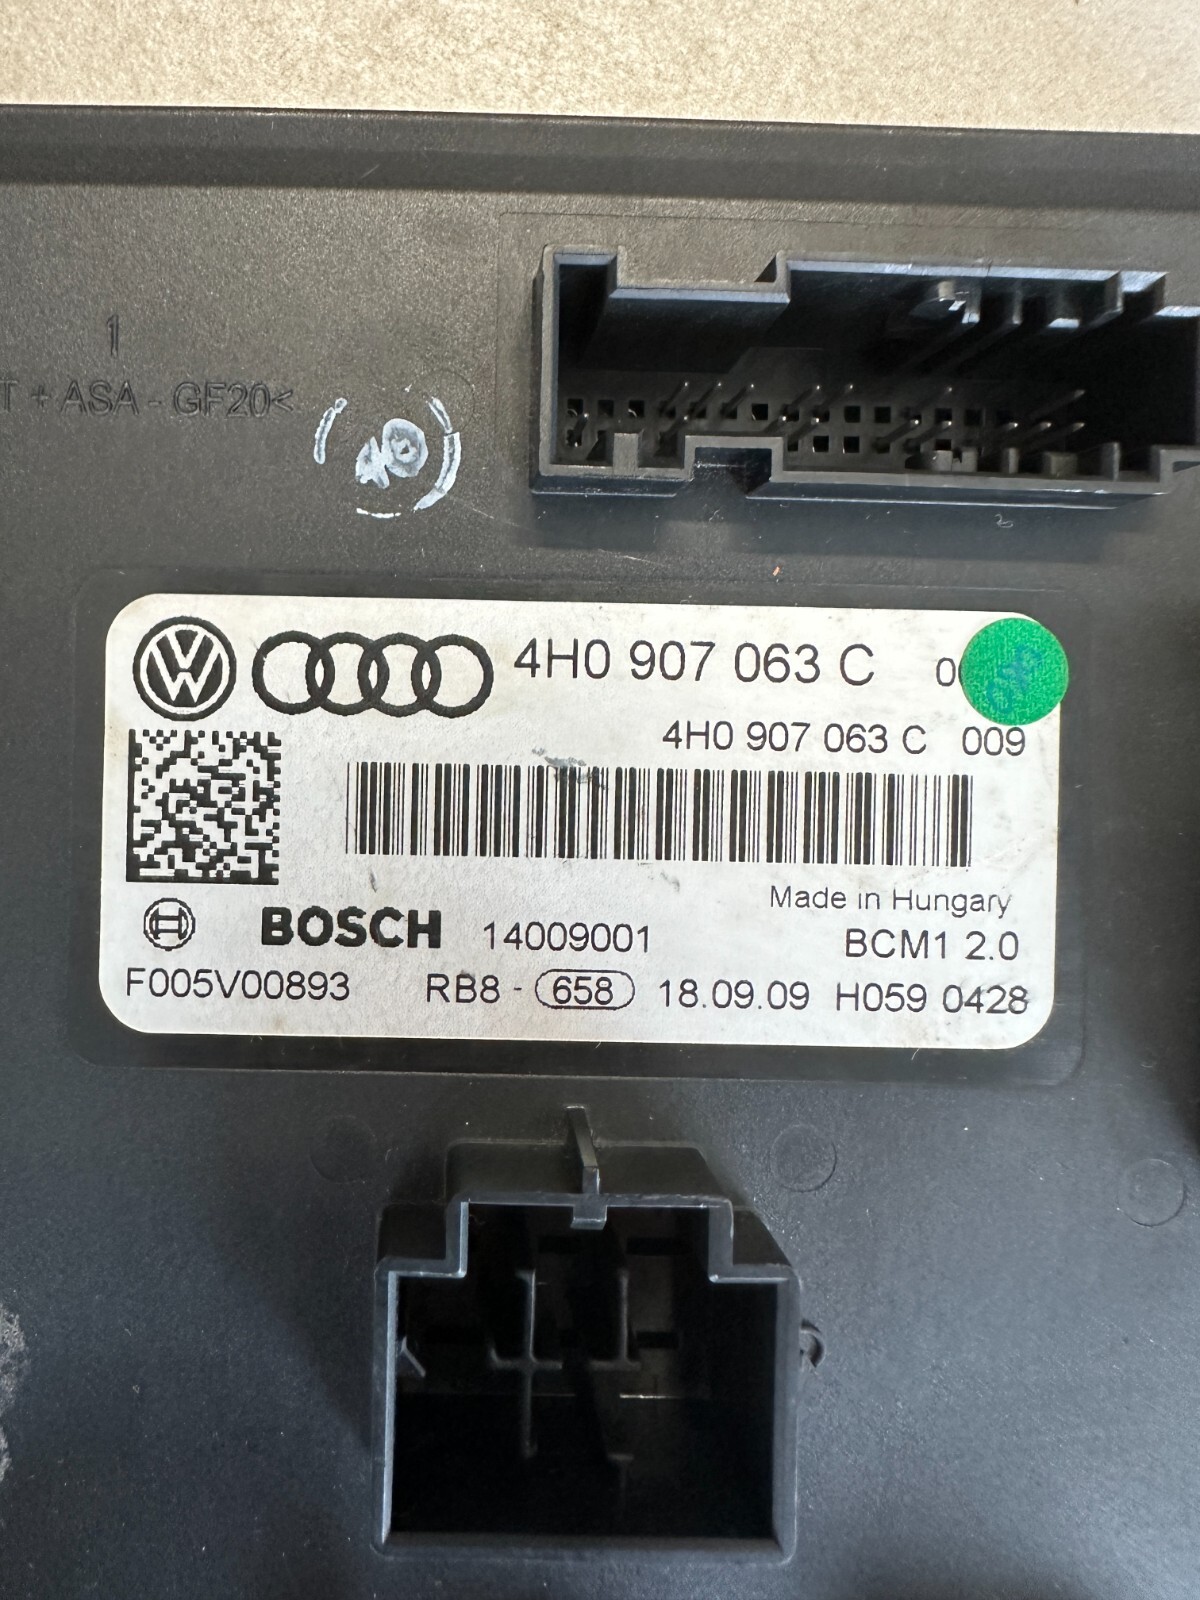 1
T + ASA - GF20<
4H0 907 063 C
4H0 907 063 C 009
Made in Hungary
BOSCH 14009001 BCM1 2.0
F005V00893 RB8 - 658 18.09.09 H059 0428